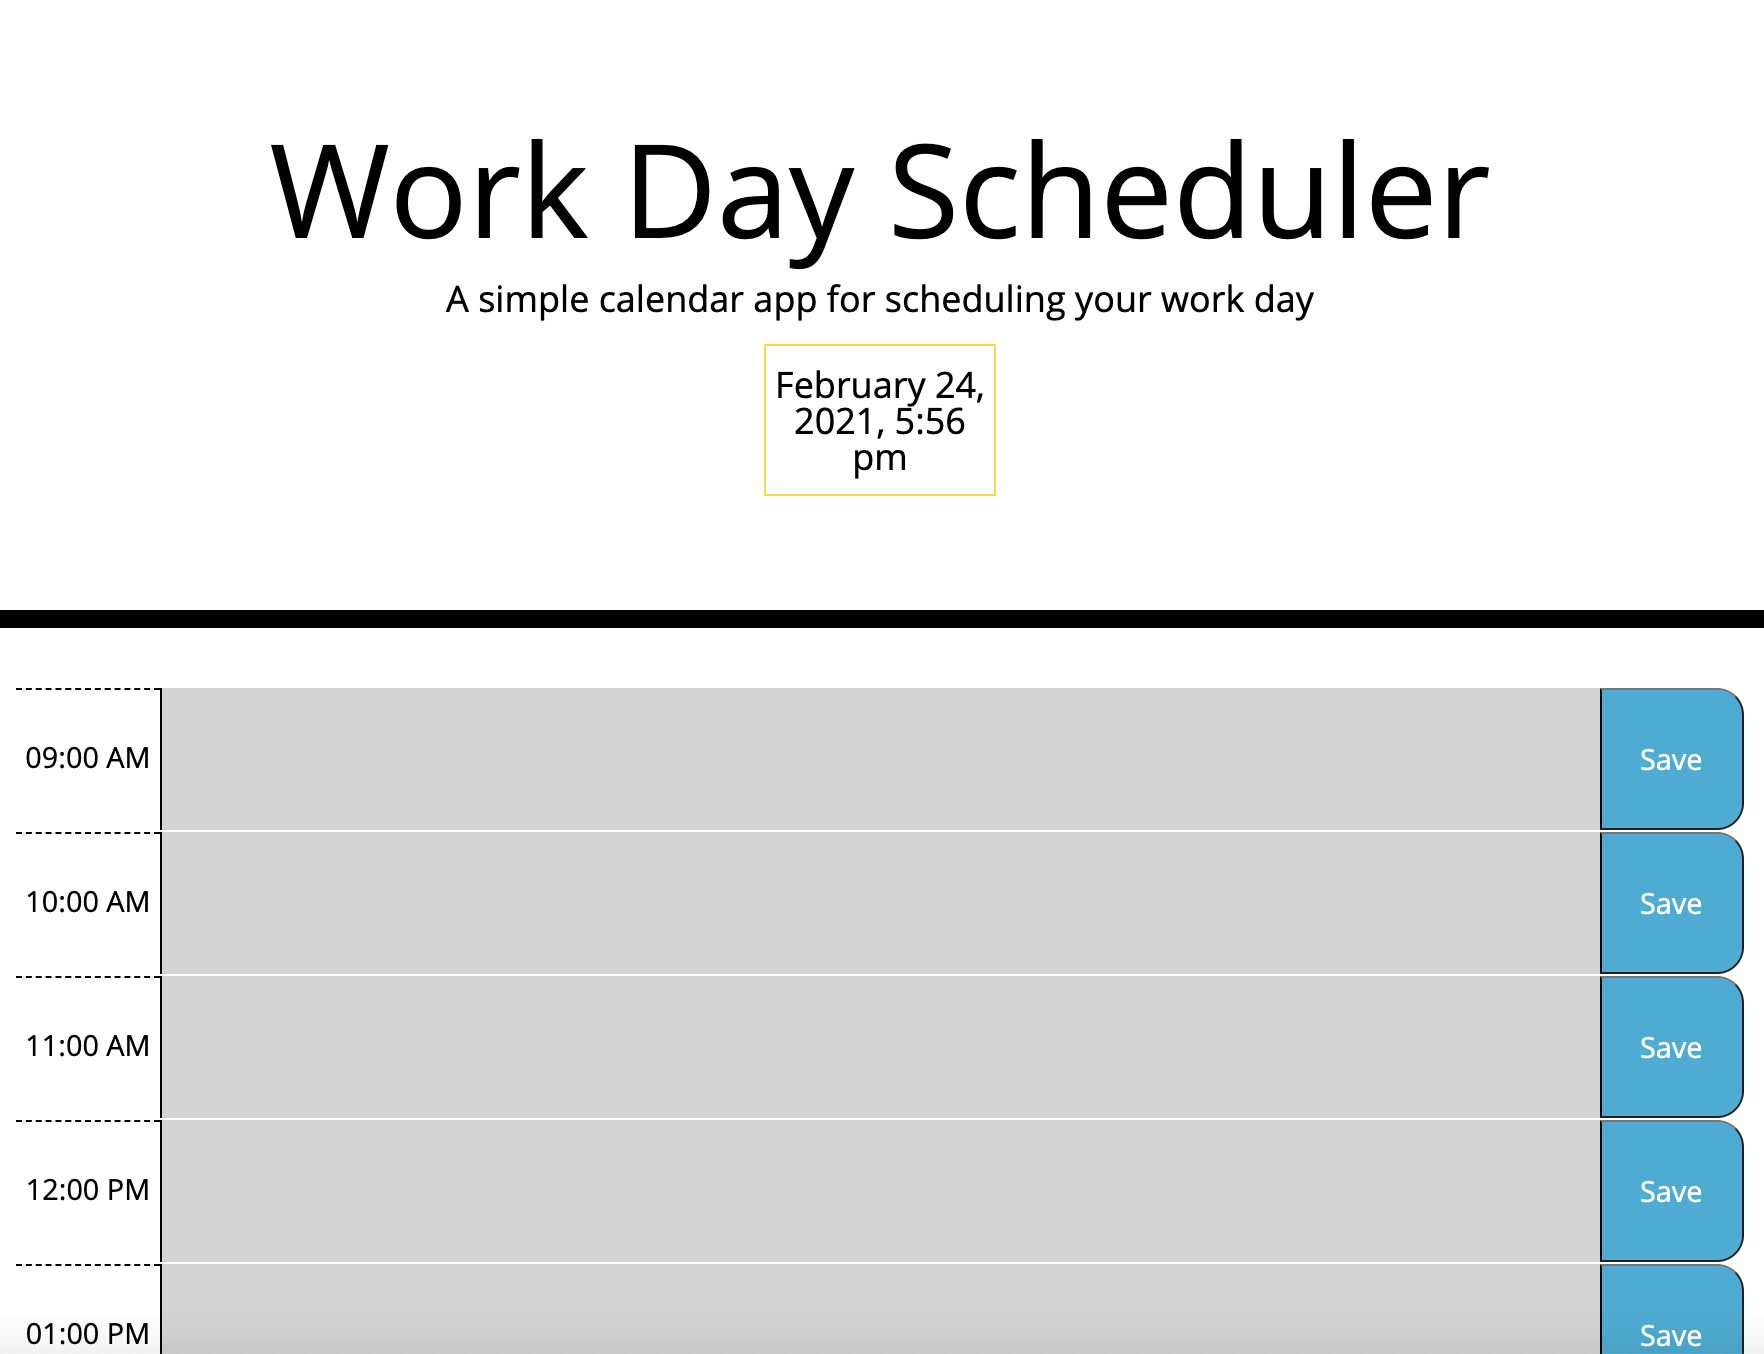 Work Day Scheduler
A simple calendar app for scheduling your work day
February 24,
2021, 5:56
pm
09:00 AM
Save
10:00 AM
Save
11:00 AM
Save
12:00 PM
Save
01:00 PM
Save